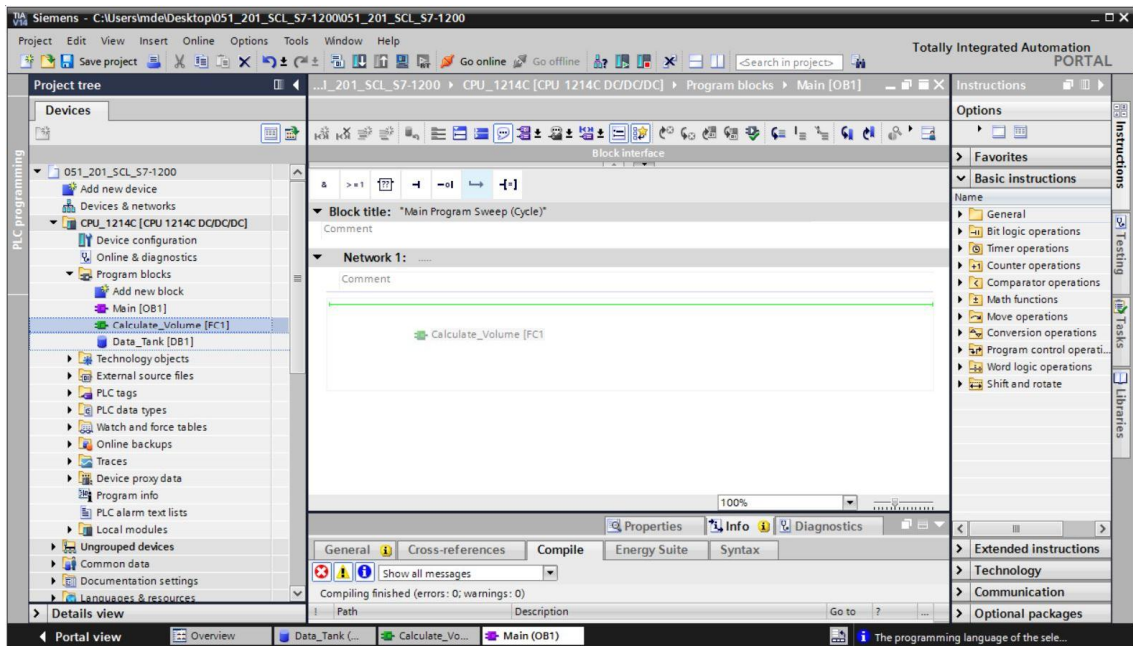 Siemens - C:\Users\mde\Desktop\051_201_SCL_S7-1200\051_201_SCL_S7-1200
Project Edit View Insert Online Options Tools Window Help
Totally Integrated Automation
PORTAL
Save project Go online Go offline <Search in project>
Project tree
...I_201_SCL_S7-1200 CPU_1214C [CPU 1214C DC/DC/DC] Program blocks Main [OB1]
Instructions
Devices
Options
PLC programming
Block interface
Favorites
Basic instructions
Name
051_201_SCL_S7-1200
Add new device
Devices & networks
CPU_1214C [CPU 1214C DC/DC/DC]
Device configuration
Online & diagnostics
Program blocks
Add new block
Main [OB1]
Calculate_Volume [FC1]
Data_Tank [DB1]
Technology objects
External source files
PLC tags
PLC data types
Watch and force tables
Online backups
Traces
Device proxy data
Program info
PLC alarm text lists
Local modules
Ungrouped devices
Common data
Documentation settings
Languages & resources
Details view
& >=1 ?? -| -o| -[=]
Block title: "Main Program Sweep (Cycle)"
Comment
Network 1: .....
Comment
Calculate_Volume [FC1
100%
Properties Info Diagnostics
General Cross-references Compile Energy Suite Syntax
Show all messages
Compiling finished (errors: 0; warnings: 0)
! Path Description Go to ? ...
General
Bit logic operations
Timer operations
Counter operations
Comparator operations
Math functions
Move operations
Conversion operations
Program control operati...
Word logic operations
Shift and rotate
Extended instructions
Technology
Communication
Optional packages
Instructions
Testing
Tasks
Libraries
Portal view Overview Data_Tank (... Calculate_Vo... Main (OB1) The programming language of the sele...